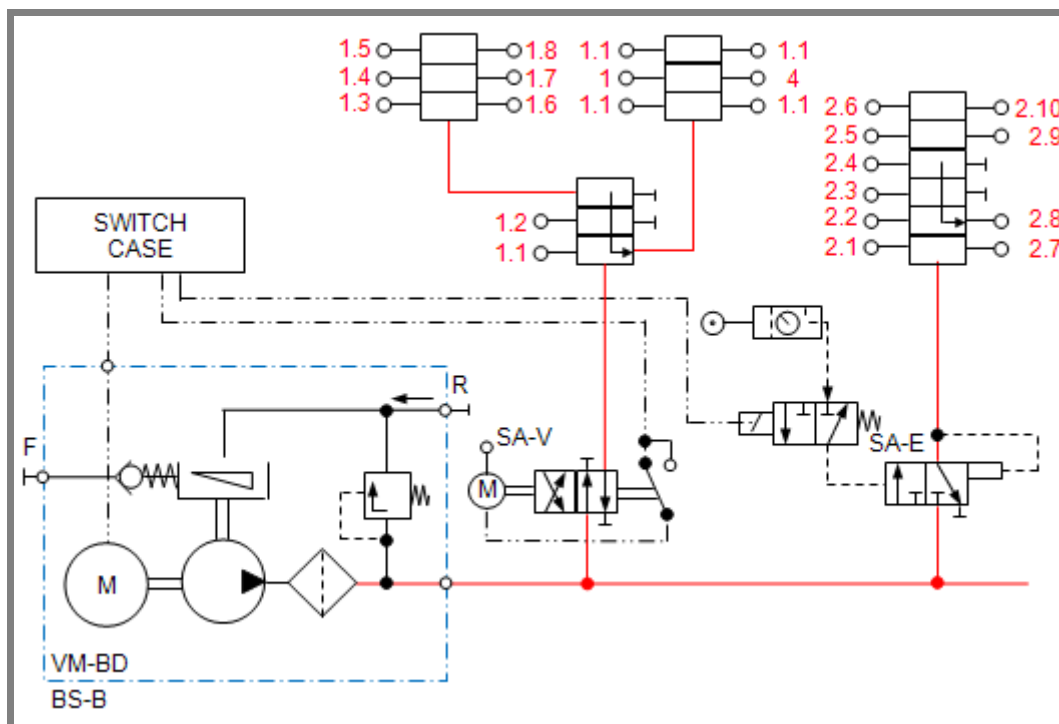 1.5 1.8 1.1 1.1
1.4 1.7 1 4
1.3 1.6 1.1 1.1
2.6 2.10
2.5 2.9
2.4
2.3
1.2 2.2 2.8
1.1 2.1 2.7
SWITCH
CASE
R
F
SA-V
SA-E
M
M
VM-BD
BS-B